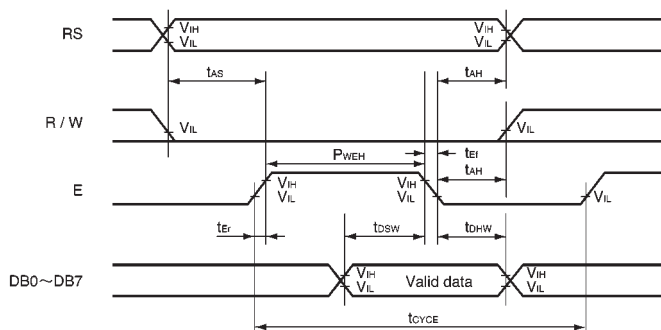 RS
VIH
VIL
VIH
VIL
tAS
tAH
R / W
VIL
VIL
PWEH
tEf
tAH
E
VIH
VIL
VIH
VIL
VIL
tEr
tDSW
tDHW
DB0～DB7
VIH
VIL
Valid data
VIH
VIL
tCYCE